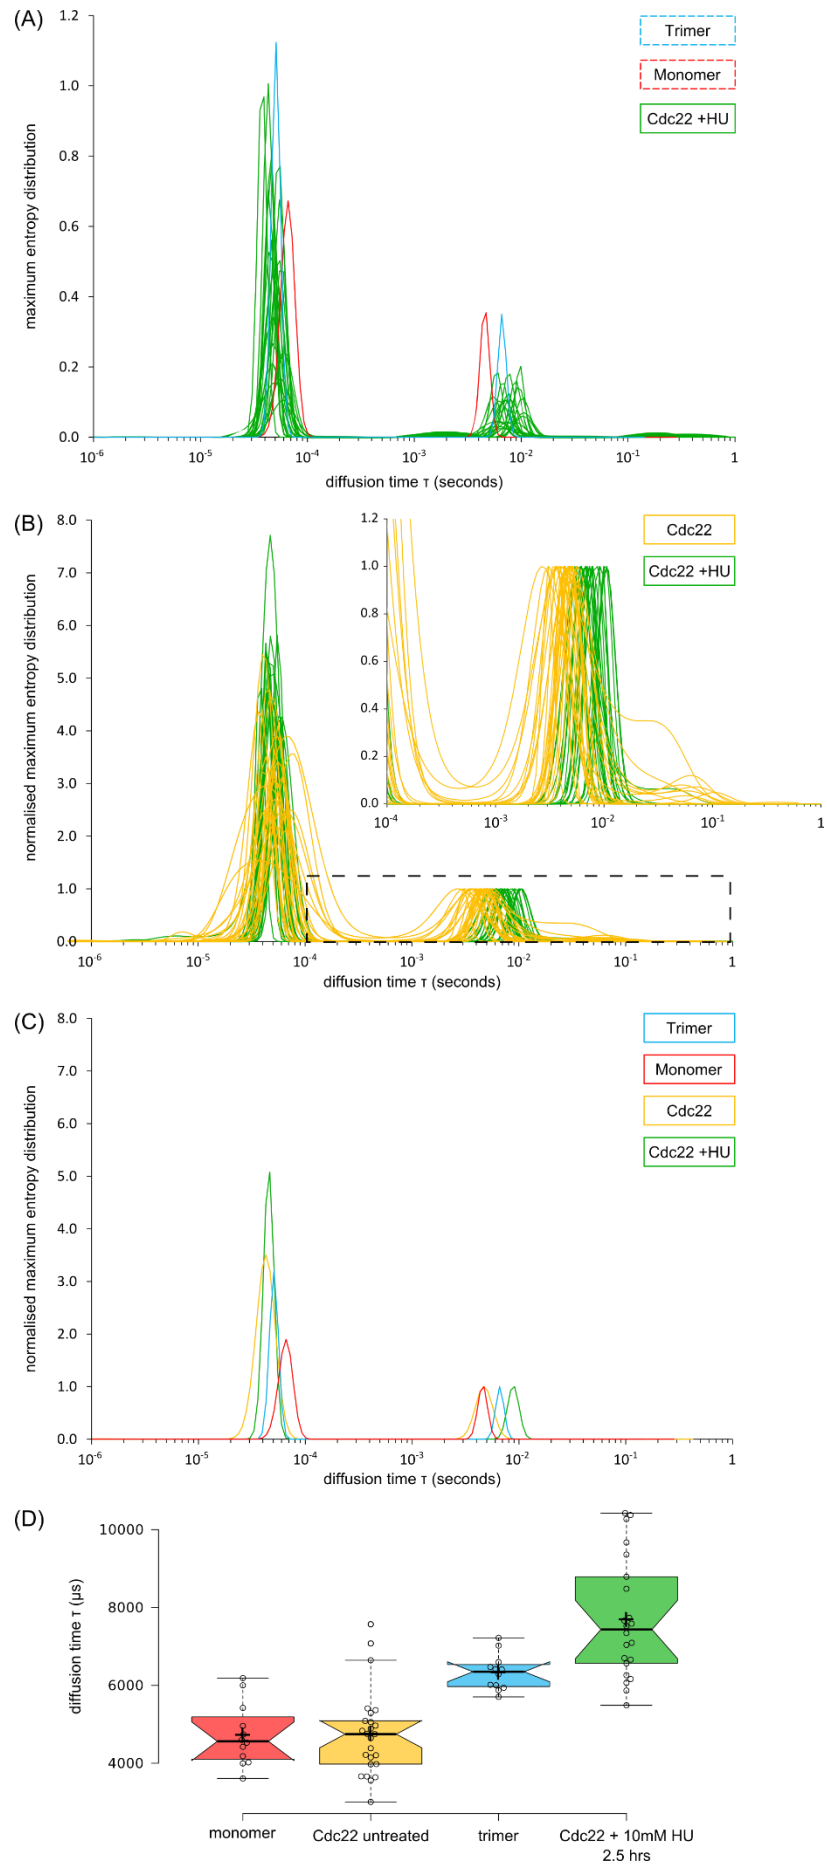 (A)
maximum entropy distribution
1.2
1.0
0.8
0.6
0.4
0.2
0.0
10-6
10-5
10-4
10-3
10-2
10-1
1
diffusion time τ (seconds)
Trimer
Monomer
Cdc22 +HU
(B)
normalised maximum entropy distribution
8.0
7.0
6.0
5.0
4.0
3.0
2.0
1.0
0.0
10-6
10-5
10-4
10-3
10-2
10-1
1
diffusion time τ (seconds)
1.2
1.0
0.8
0.6
0.4
0.2
0.0
10-4
10-3
10-2
10-1
1
Cdc22
Cdc22 +HU
(C)
normalised maximum entropy distribution
8.0
7.0
6.0
5.0
4.0
3.0
2.0
1.0
0.0
10-6
10-5
10-4
10-3
10-2
10-1
1
diffusion time τ (seconds)
Trimer
Monomer
Cdc22
Cdc22 +HU
(D)
diffusion time τ (μs)
10000
8000
6000
4000
monomer
Cdc22 untreated
trimer
Cdc22 + 10mM HU
2.5 hrs